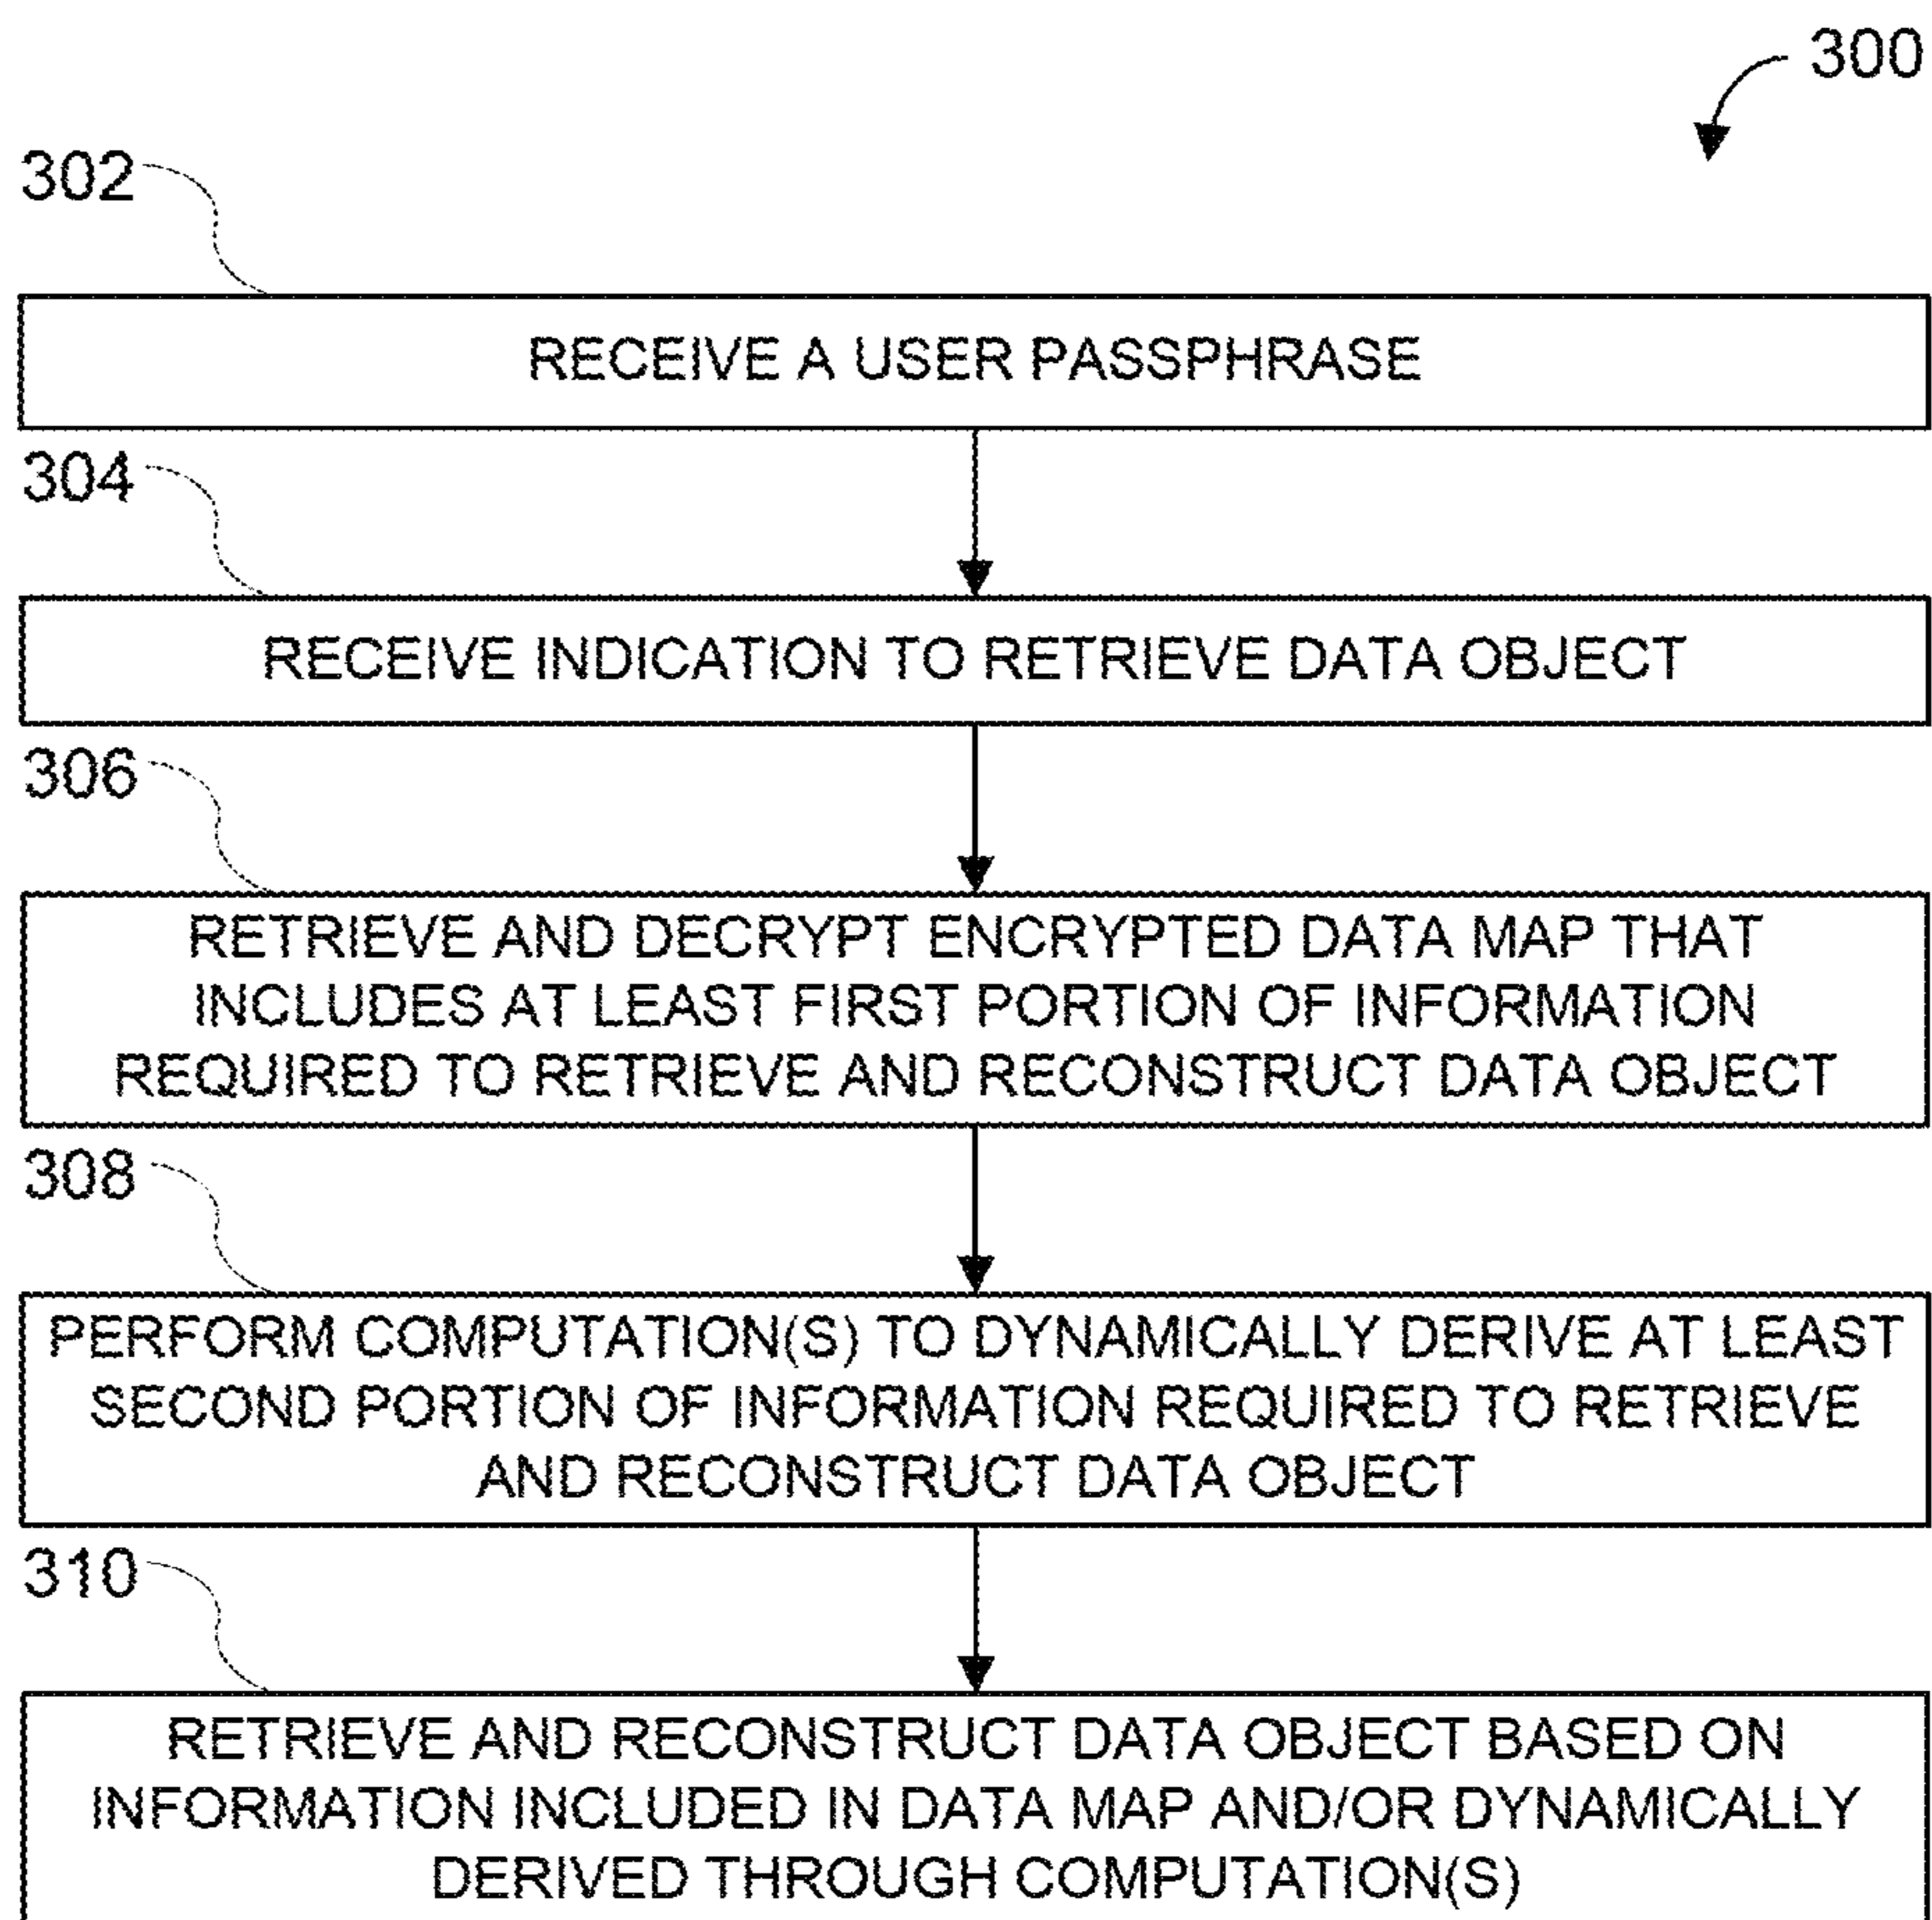 300
302
RECEIVE A USER PASSPHRASE
304
RECEIVE INDICATION TO RETRIEVE DATA OBJECT
306
RETRIEVE AND DECRYPT ENCRYPTED DATA MAP THAT
INCLUDES AT LEAST FIRST PORTION OF INFORMATION
REQUIRED TO RETRIEVE AND RECONSTRUCT DATA OBJECT
308
PERFORM COMPUTATION(S) TO DYNAMICALLY DERIVE AT LEAST
SECOND PORTION OF INFORMATION REQUIRED TO RETRIEVE
AND RECONSTRUCT DATA OBJECT
310
RETRIEVE AND RECONSTRUCT DATA OBJECT BASED ON
INFORMATION INCLUDED IN DATA MAP AND/OR DYNAMICALLY
DERIVED THROUGH COMPUTATION(S)